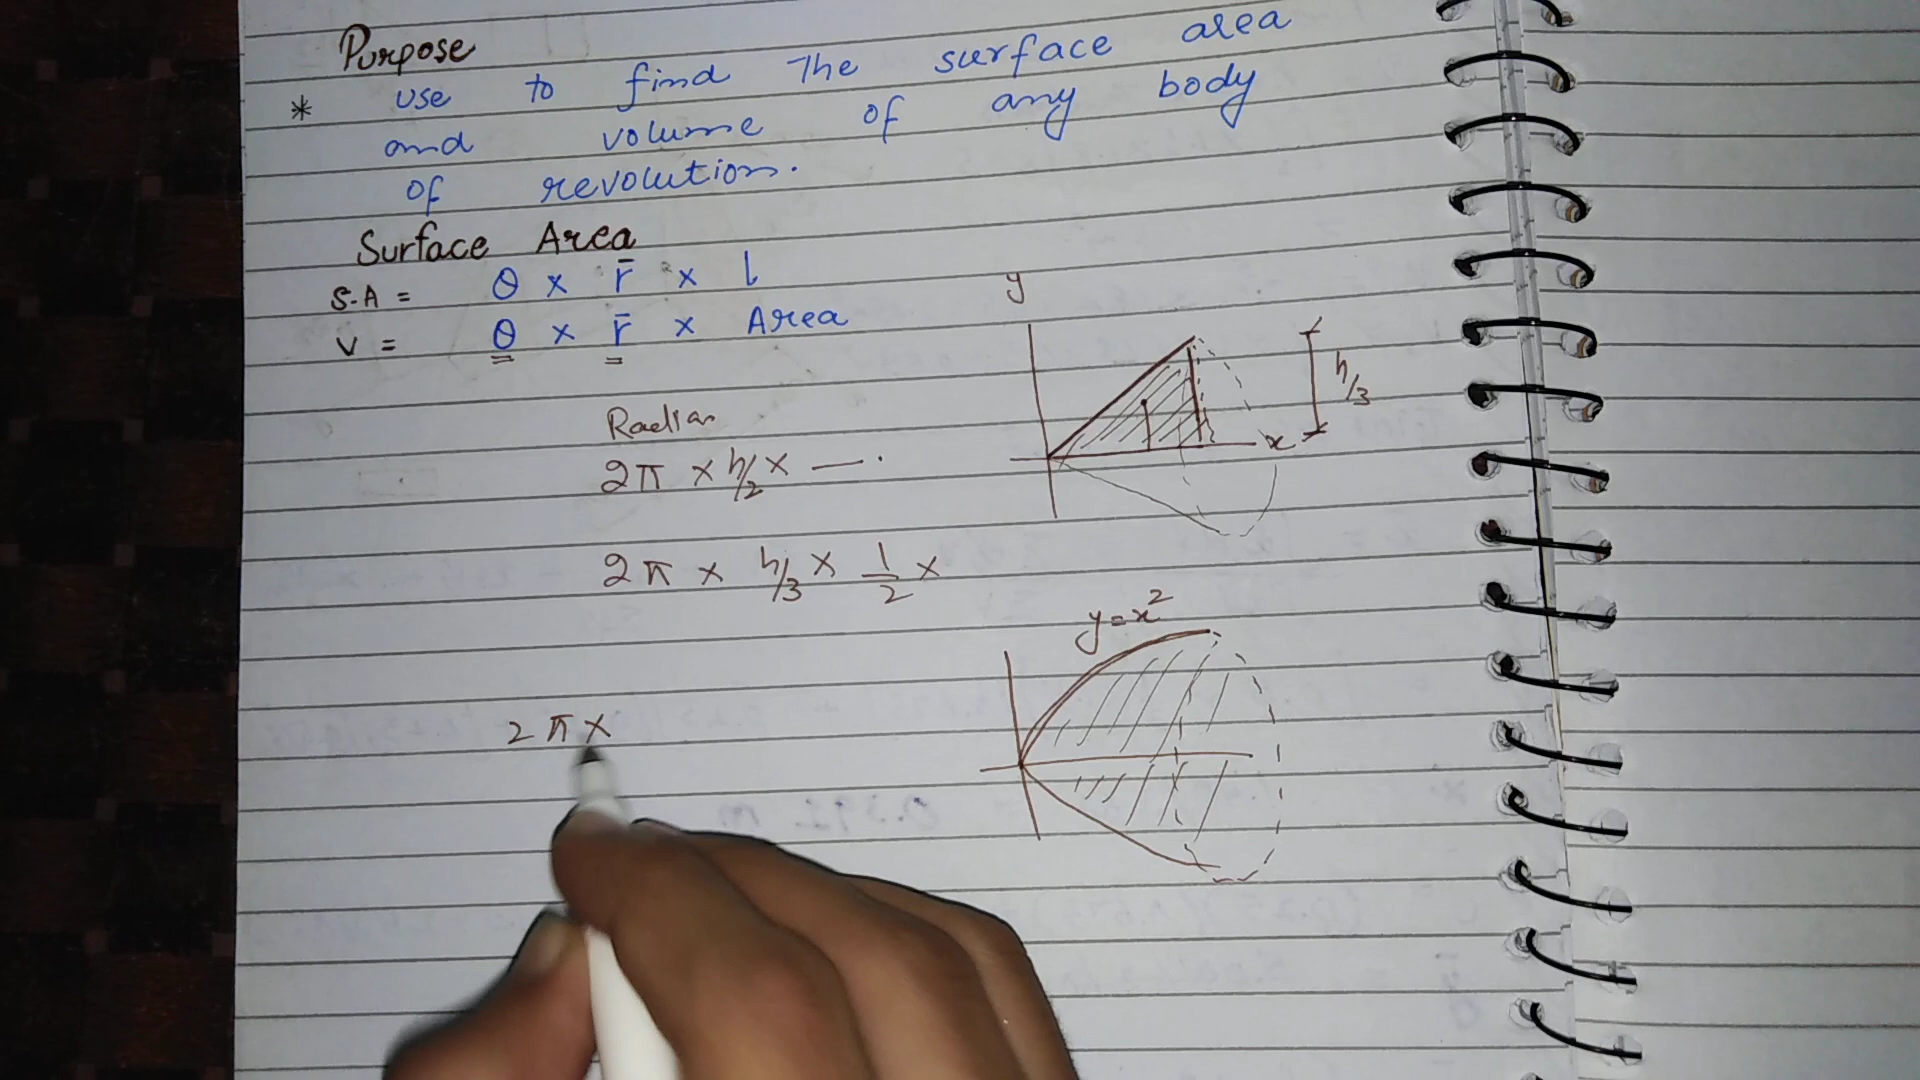 Purpose
* use to find The surface area
and volume of any body
of revolution.
Surface Area
S.A = θ × r̄ × l
V = θ × r̄ × Area
y
h/3
x
Radian
2π × h/2 × — .
2π × h/3 × 1/2 ×
y=x²
2π×